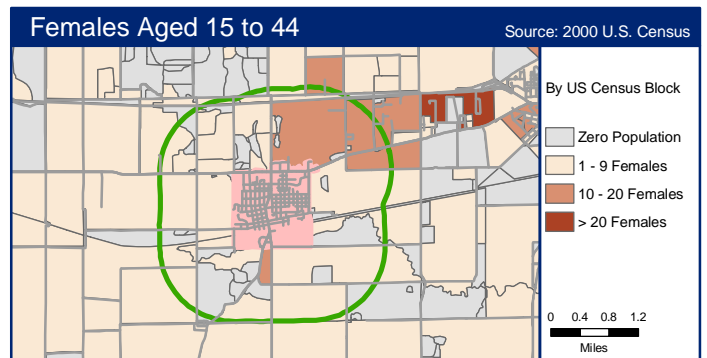 Females Aged 15 to 44
Source: 2000 U.S. Census
By US Census Block
Zero Population
1 - 9 Females
10 - 20 Females
> 20 Females
0 0.4 0.8 1.2
Miles